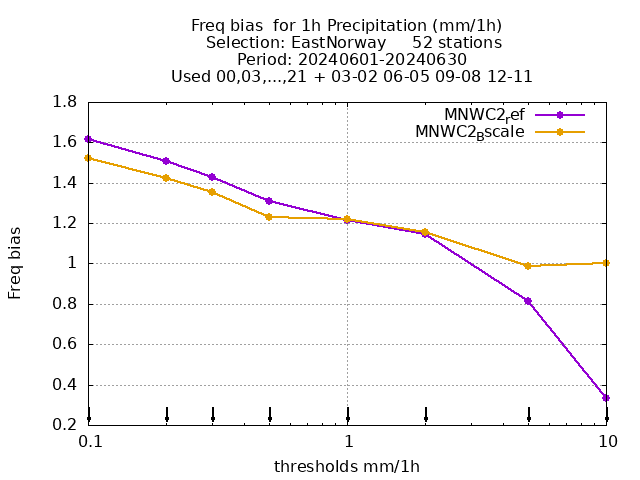 Freq bias  for 1h Precipitation (mm/1h)
Selection: EastNorway     52 stations
Period: 20240601-20240630
Used 00,03,...,21 + 03-02 06-05 09-08 12-11
MNWC2ref
MNWC2Bscale
1.8
1.6
1.4
1.2
1
0.8
0.6
0.4
0.2
Freq bias
0.1
1
10
thresholds mm/1h